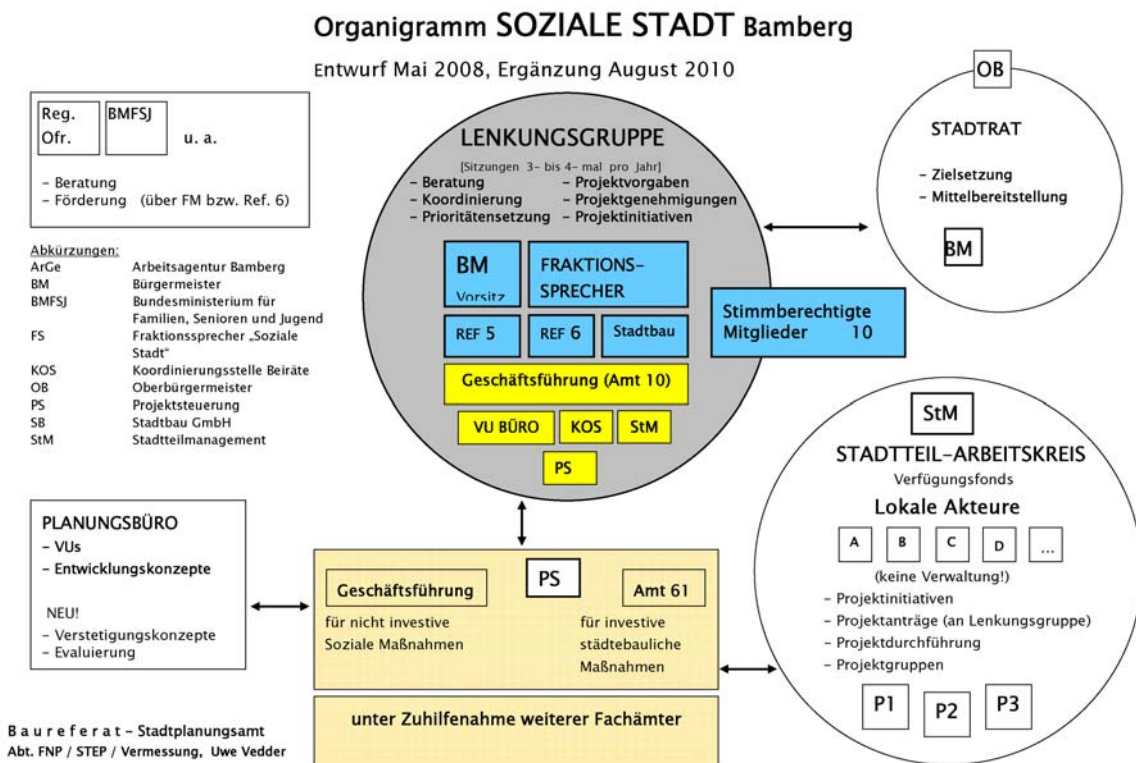 Organigramm SOZIALE STADT Bamberg
Entwurf Mai 2008, Ergänzung August 2010
Reg.
Ofr.
BMFSJ
u. a.
– Beratung
– Förderung (über FM bzw. Ref. 6)
Abkürzungen:
ArGe Arbeitsagentur Bamberg
BM Bürgermeister
BMFSJ Bundesministerium für
Familien, Senioren und Jugend
FS Fraktionssprecher „Soziale
Stadt“
KOS Koordinierungsstelle Beiräte
OB Oberbürgermeister
PS Projektsteuerung
SB Stadtbau GmbH
StM Stadtteilmanagement
LENKUNGSGRUPPE
[Sitzungen 3- bis 4- mal pro Jahr]
– Beratung – Projektvorgaben
– Koordinierung – Projektgenehmigungen
– Prioritätensetzung – Projektinitiativen
BM
Vorsitz
FRAKTIONS-
SPRECHER
REF 5
REF 6
Stadtbau
Stimmberechtigte
Mitglieder 10
Geschäftsführung (Amt 10)
VU BÜRO
KOS
StM
PS
OB
STADTRAT
– Zielsetzung
– Mittelbereitstellung
BM
StM
STADTTEIL-ARBEITSKREIS
Verfügungsfonds
Lokale Akteure
A B C D ...
(keine Verwaltung!)
– Projektinitiativen
– Projektanträge (an Lenkungsgruppe)
– Projektdurchführung
– Projektgruppen
P1 P2 P3
PLANUNGSBÜRO
– VUs
– Entwicklungskonzepte
NEU!
– Verstetigungskonzepte
– Evaluierung
PS
Geschäftsführung
für nicht investive
Soziale Maßnahmen
Amt 61
für investive
städtebauliche
Maßnahmen
unter Zuhilfenahme weiterer Fachämter
Baureferat – Stadtplanungsamt
Abt. FNP / STEP / Vermessung, Uwe Vedder